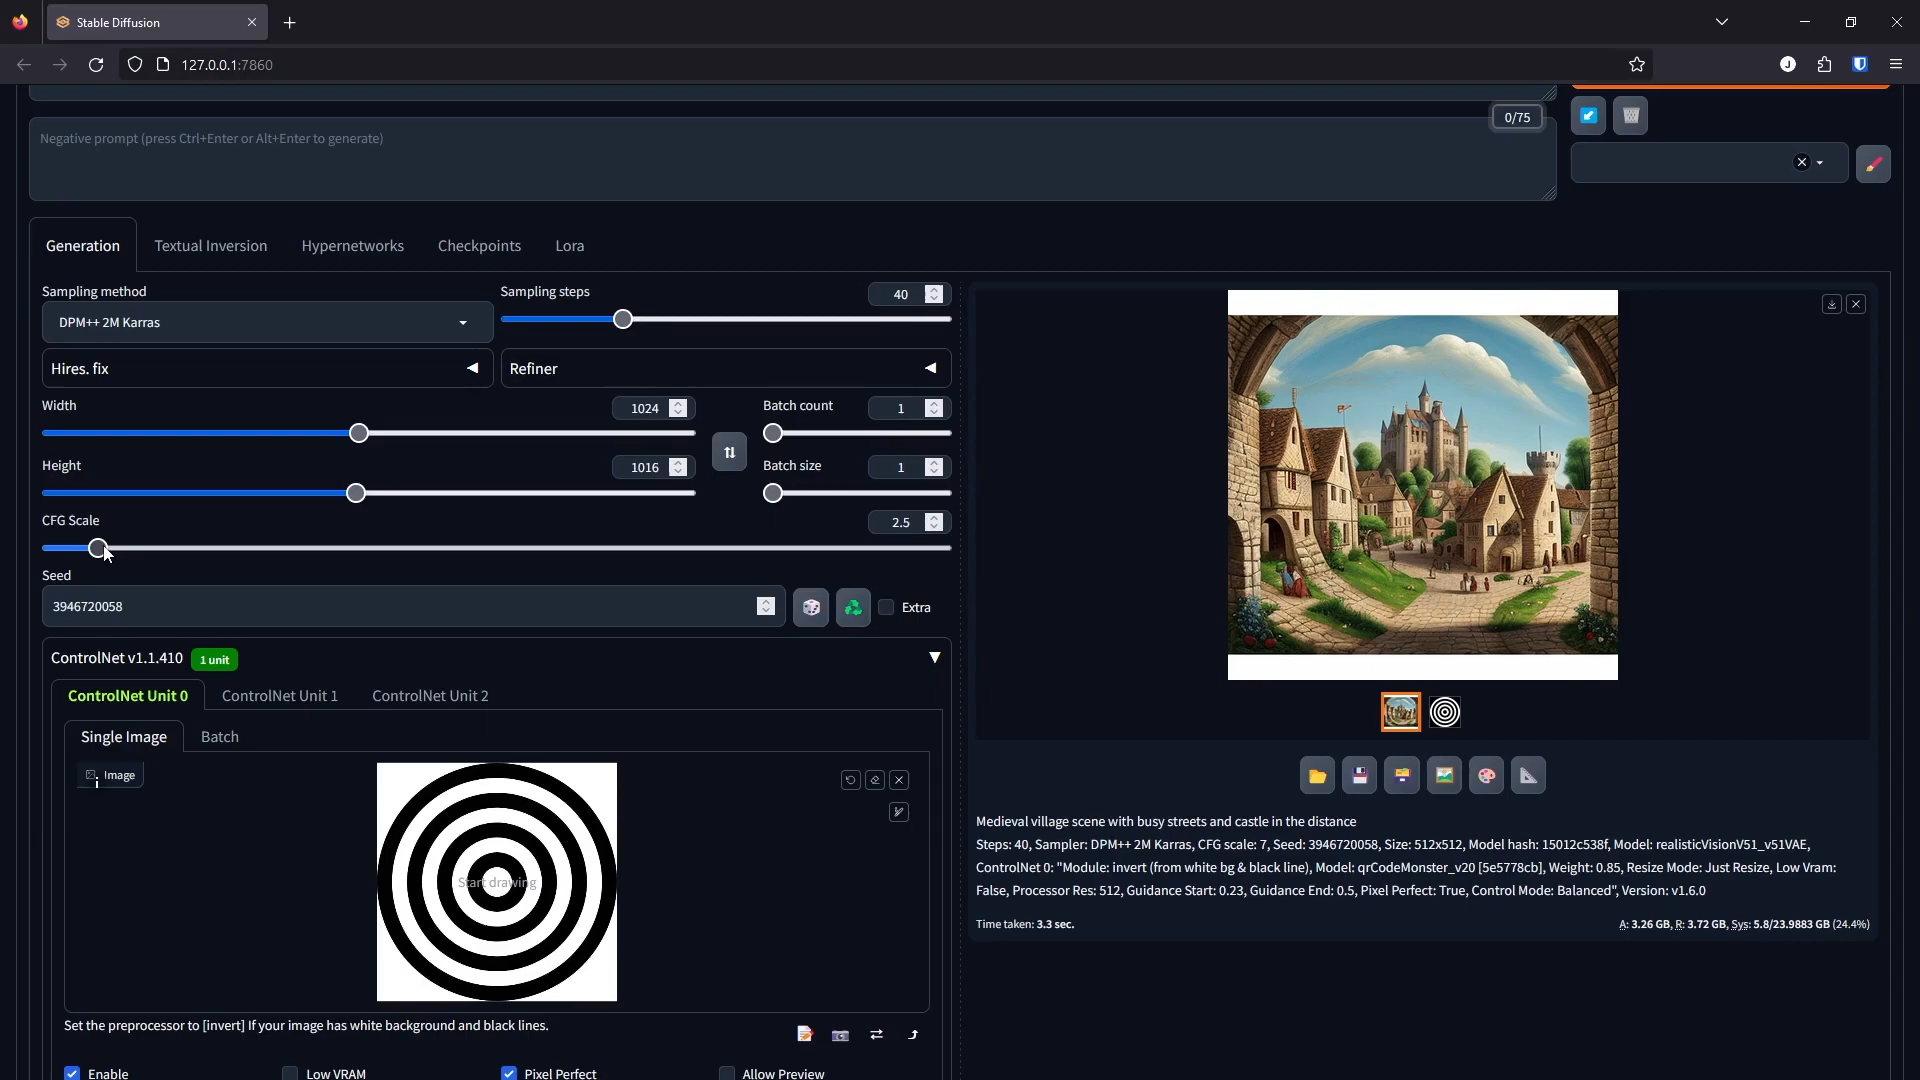 Stable Diffusion
127.0.0.1:7860
J
0/75
Negative prompt (press Ctrl+Enter or Alt+Enter to generate)
Generation
Textual Inversion
Hypernetworks
Checkpoints
Lora
Sampling method
Sampling steps
40
DPM++ 2M Karras
Hires. fix
Refiner
Width
1024
Batch count
1
Height
1016
Batch size
1
CFG Scale
2.5
Seed
3946720058
Extra
ControlNet v1.1.410
1 unit
ControlNet Unit 0
ControlNet Unit 1
ControlNet Unit 2
Single Image
Batch
Image
Start drawing
Set the preprocessor to [invert] If your image has white background and black lines.
Enable
Low VRAM
Pixel Perfect
Allow Preview
Medieval village scene with busy streets and castle in the distance
Steps: 40, Sampler: DPM++ 2M Karras, CFG scale: 7, Seed: 3946720058, Size: 512x512, Model hash: 15012c538f, Model: realisticVisionV51_v51VAE,
ControlNet 0: "Module: invert (from white bg & black line), Model: qrCodeMonster_v20 [5e5778cb], Weight: 0.85, Resize Mode: Just Resize, Low Vram:
False, Processor Res: 512, Guidance Start: 0.23, Guidance End: 0.5, Pixel Perfect: True, Control Mode: Balanced", Version: v1.6.0
Time taken: 3.3 sec.
A: 3.26 GB, R: 3.72 GB, Sys: 5.8/23.9883 GB (24.4%)